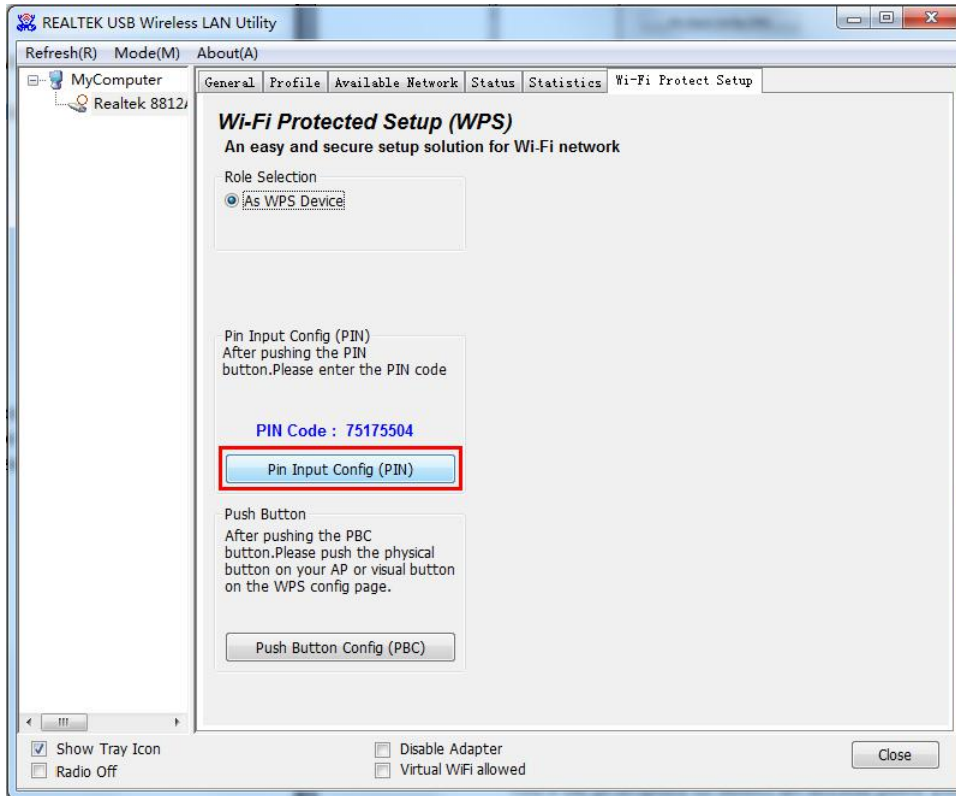 REALTEK USB Wireless LAN Utility
Refresh(R) Mode(M) About(A)
MyComputer
Realtek 8812A
General Profile Available Network Status Statistics Wi-Fi Protect Setup
Wi-Fi Protected Setup (WPS)
An easy and secure setup solution for Wi-Fi network
Role Selection
As WPS Device
Pin Input Config (PIN)
After pushing the PIN
button.Please enter the PIN code
PIN Code : 75175504
Pin Input Config (PIN)
Push Button
After pushing the PBC
button.Please push the physical
button on your AP or visual button
on the WPS config page.
Push Button Config (PBC)
Show Tray Icon
Radio Off
Disable Adapter
Virtual WiFi allowed
Close